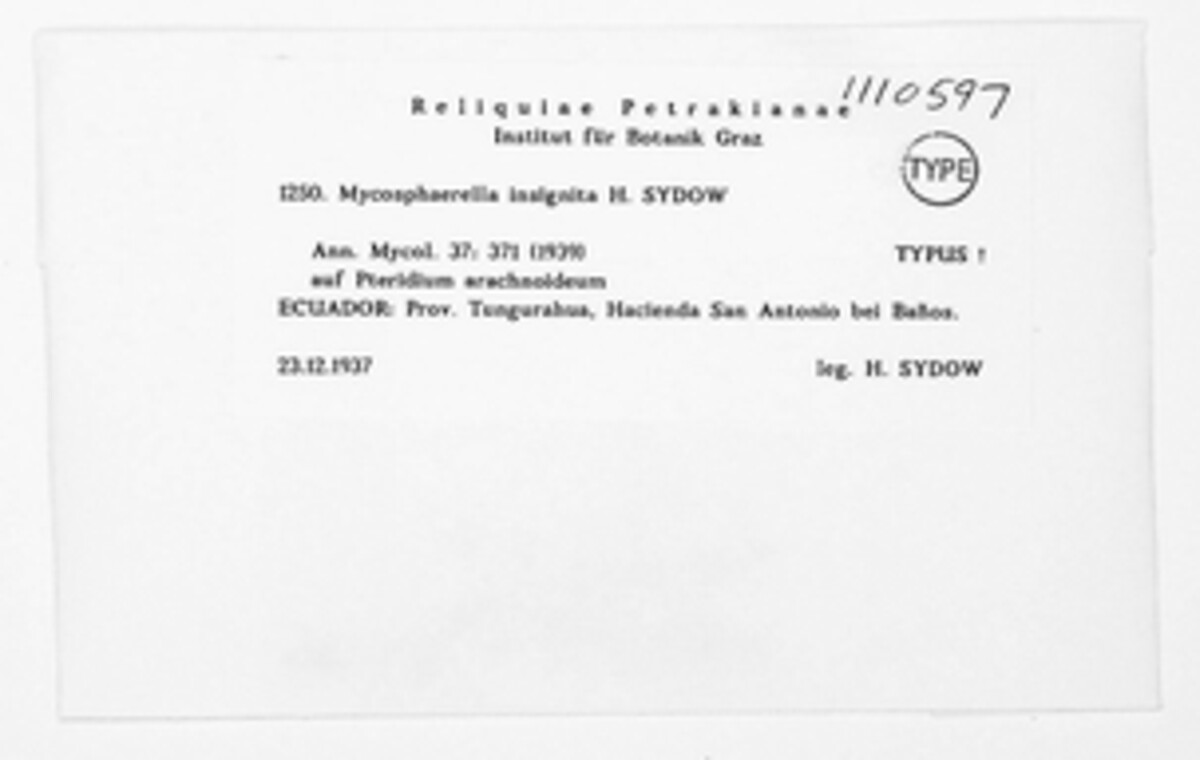 1110597
Reliquiae Petrakianae
Institut für Botanik Graz
TYPE
1250. Mycosphaerella insignita H. SYDOW
Ann. Mycol. 37: 371 (1939) TYPUS !
auf Pteridium arachnoideum
ECUADOR: Prov. Tungurahua, Hacienda San Antonio bei Baños.
23.12.1937 leg. H. SYDOW